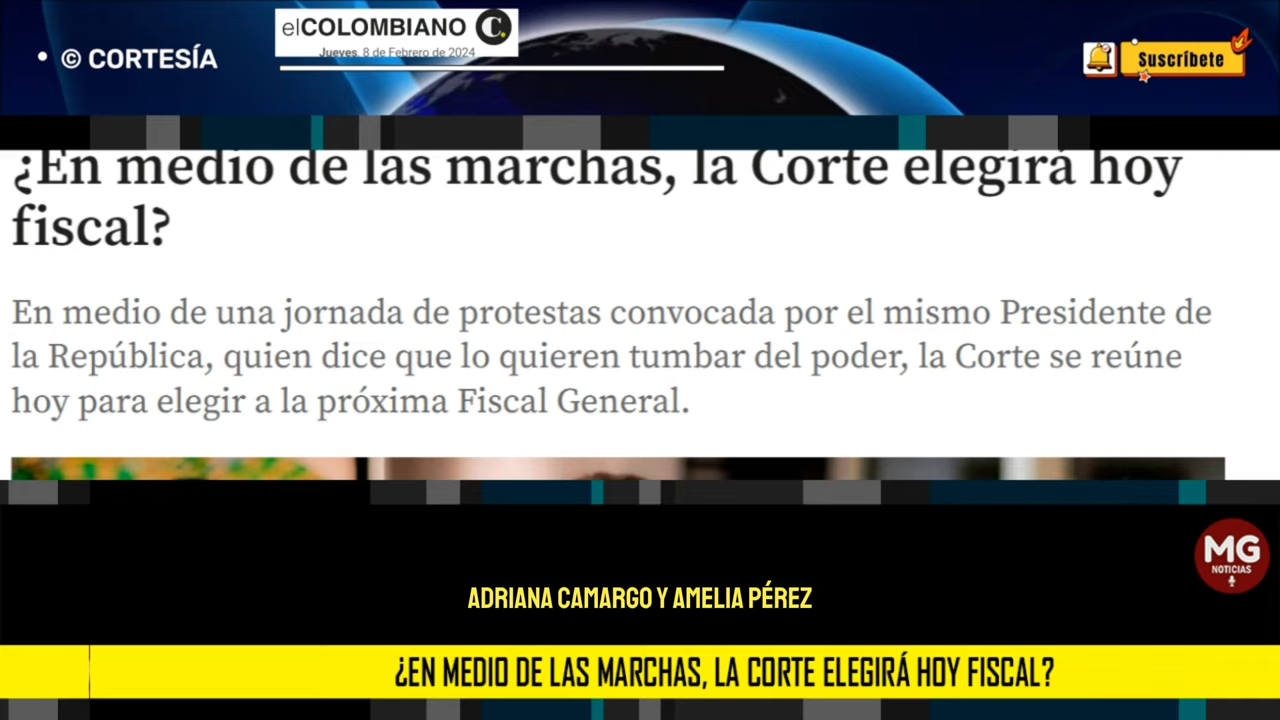 elCOLOMBIANO C.
Jueves, 8 de Febrero de 2024
• © CORTESÍA
Suscríbete
¿En medio de las marchas, la Corte elegirá hoy
fiscal?
En medio de una jornada de protestas convocada por el mismo Presidente de
la República, quien dice que lo quieren tumbar del poder, la Corte se reúne
hoy para elegir a la próxima Fiscal General.
MG
NOTICIAS
ADRIANA CAMARGO Y AMELIA PÉREZ
¿EN MEDIO DE LAS MARCHAS, LA CORTE ELEGIRÁ HOY FISCAL?